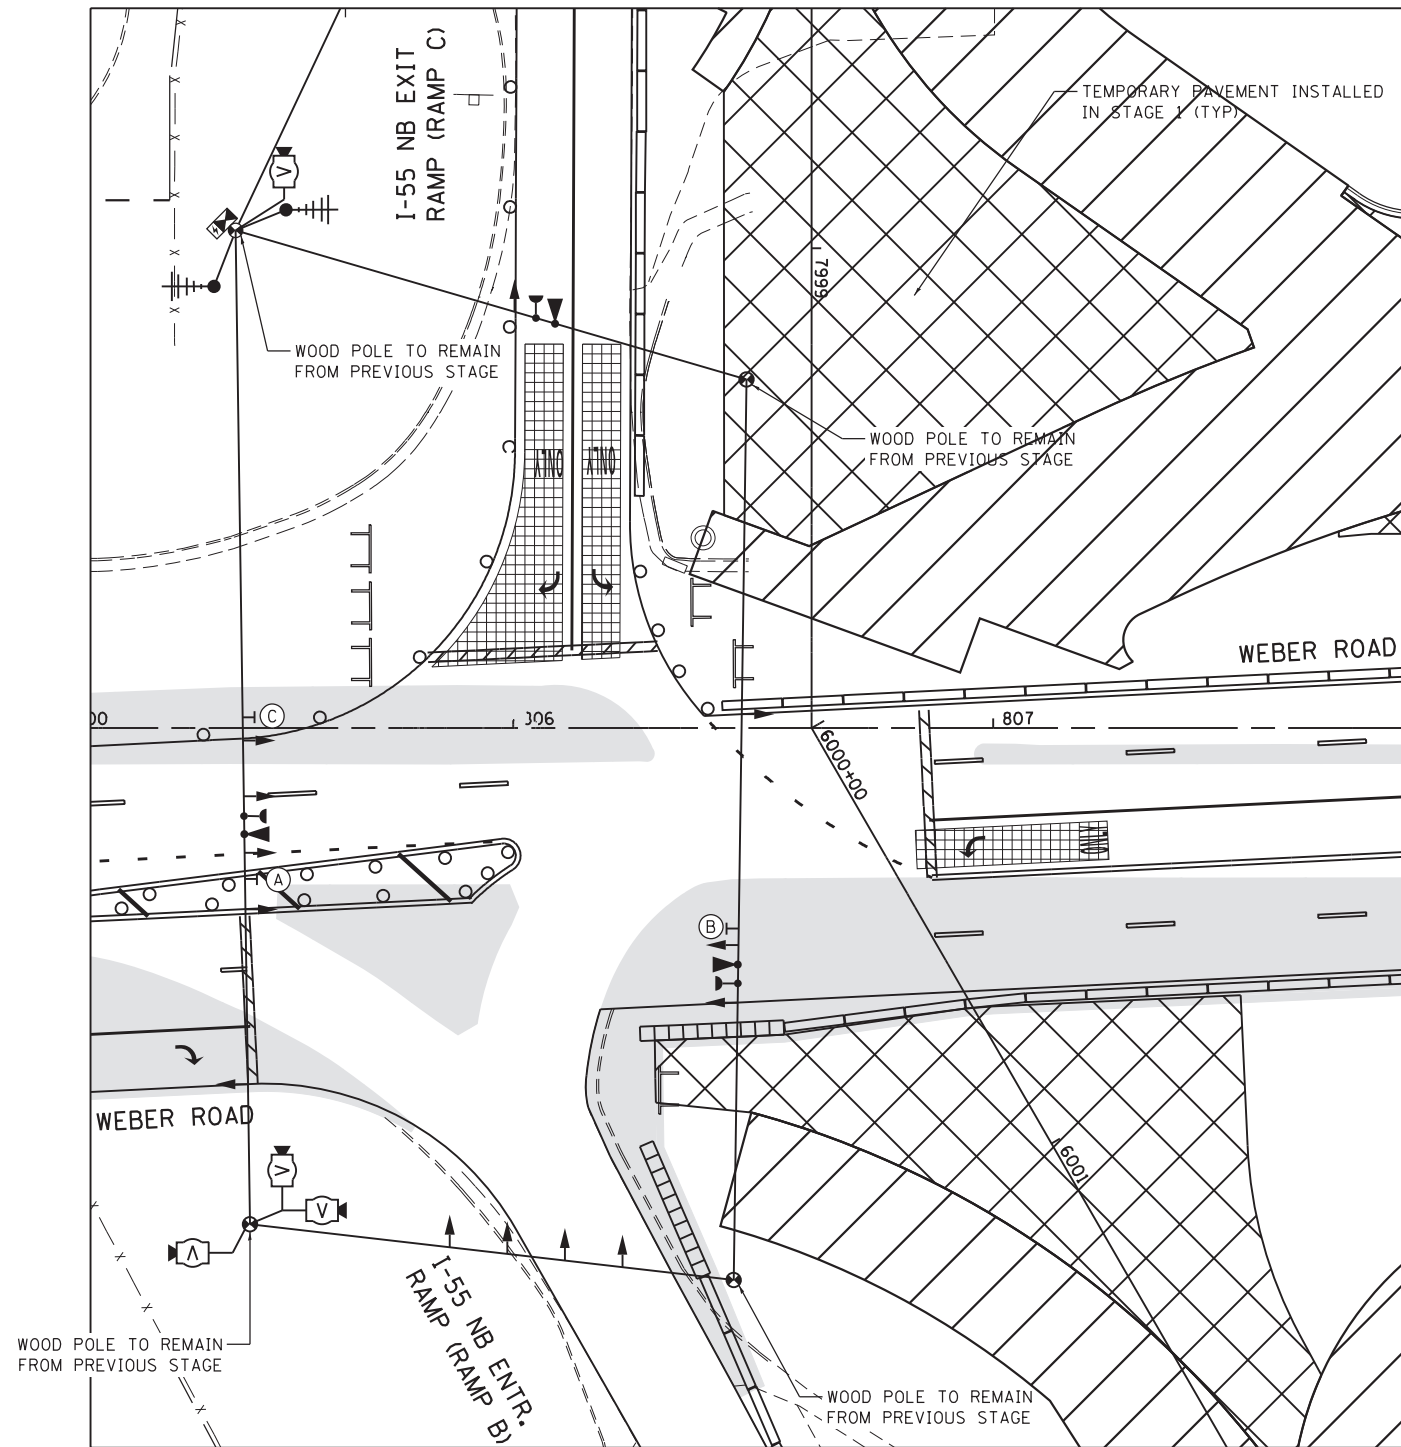 I-55 NB EXIT
RAMP (RAMP C)
TEMPORARY PAVEMENT INSTALLED
IN STAGE 1 (TYP)
V
7999
WOOD POLE TO REMAIN
FROM PREVIOUS STAGE
WOOD POLE TO REMAIN
FROM PREVIOUS STAGE
ONLY
ONLY
WEBER ROAD
C
00
306
807
6000+00
A
B
WEBER ROAD
6001
V
V
V
I-55 NB ENTR.
RAMP (RAMP B)
WOOD POLE TO REMAIN
FROM PREVIOUS STAGE
WOOD POLE TO REMAIN
FROM PREVIOUS STAGE